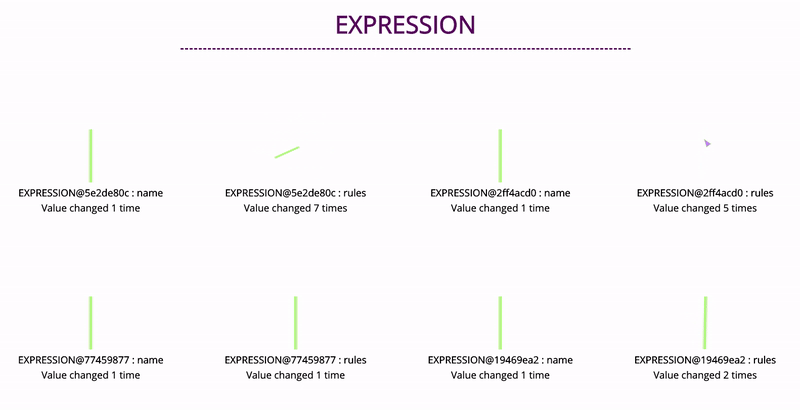 EXPRESSION
EXPRESSION@5e2de80c : name
Value changed 1 time
EXPRESSION@5e2de80c : rules
Value changed 7 times
EXPRESSION@2ff4acd0 : name
Value changed 1 time
EXPRESSION@2ff4acd0 : rules
Value changed 5 times
EXPRESSION@77459877 : name
Value changed 1 time
EXPRESSION@77459877 : rules
Value changed 1 time
EXPRESSION@19469ea2 : name
Value changed 1 time
EXPRESSION@19469ea2 : rules
Value changed 2 times